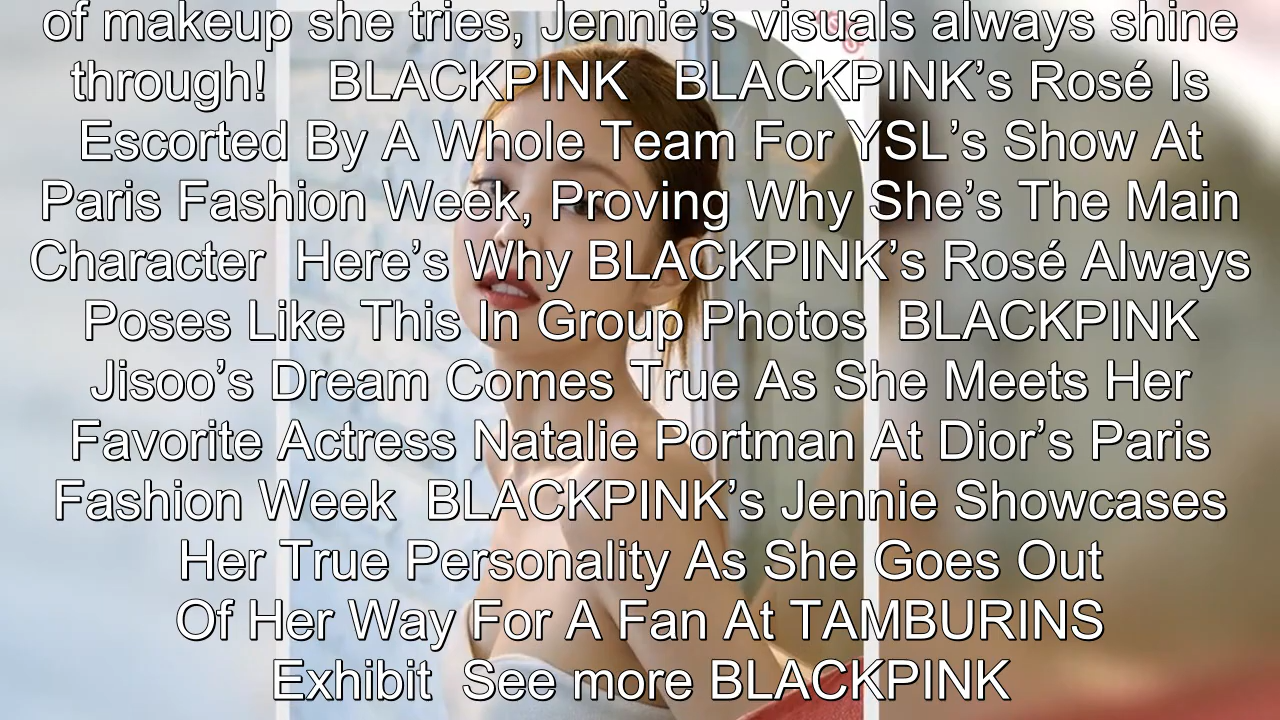 of makeup she tries, Jennie’s visuals always shine
through! BLACKPINK BLACKPINK’s Rosé Is
Escorted By A Whole Team For YSL’s Show At
Paris Fashion Week, Proving Why She’s The Main
Character Here’s Why BLACKPINK’s Rosé Always
Poses Like This In Group Photos BLACKPINK
Jisoo’s Dream Comes True As She Meets Her
Favorite Actress Natalie Portman At Dior’s Paris
Fashion Week BLACKPINK’s Jennie Showcases
Her True Personality As She Goes Out
Of Her Way For A Fan At TAMBURINS
Exhibit See more BLACKPINK